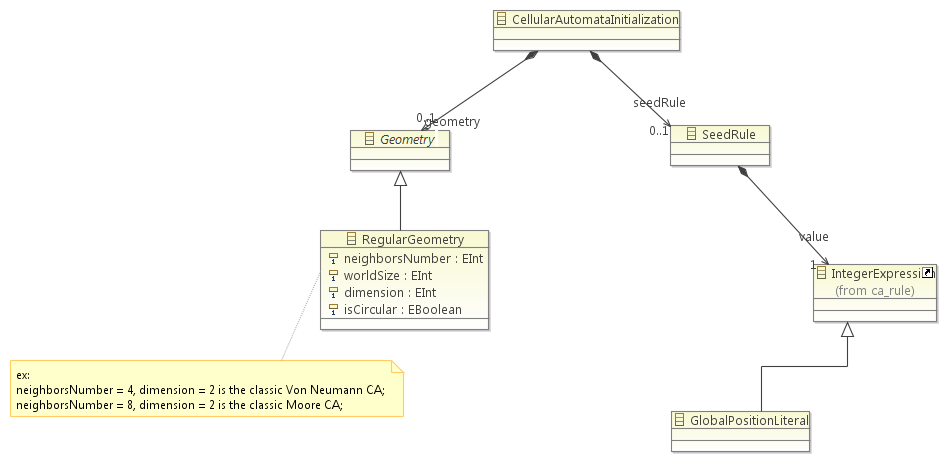 CellularAutomataInitialization
seedRule
0..1
geometry
0..1
SeedRule
Geometry
value
1
RegularGeometry
neighborsNumber : EInt
worldSize : EInt
dimension : EInt
isCircular : EBoolean
IntegerExpression
(from ca_rule)
ex:
neighborsNumber = 4, dimension = 2 is the classic Von Neumann CA;
neighborsNumber = 8, dimension = 2 is the classic Moore CA;
GlobalPositionLiteral